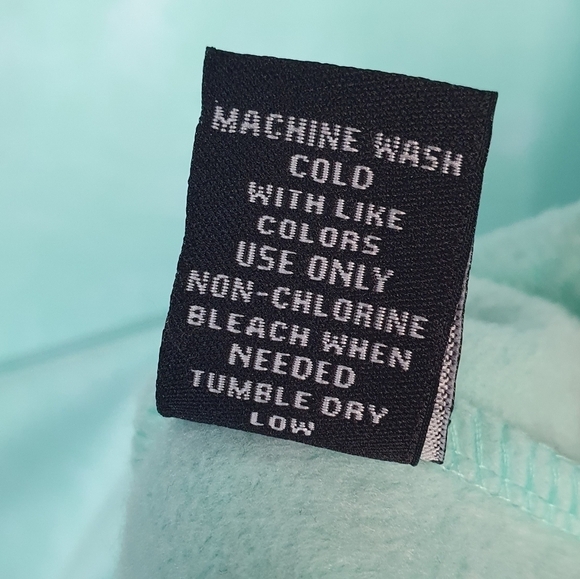 MACHINE WASH
COLD
WITH LIKE
COLORS
USE ONLY
NON-CHLORINE
BLEACH WHEN
NEEDED
TUMBLE DRY
LOW